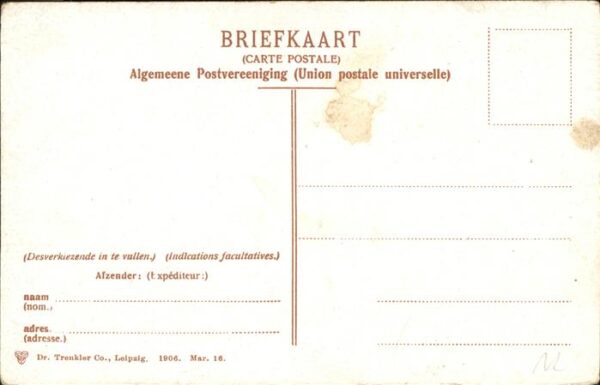 BRIEFKAART
(CARTE POSTALE)
Algemeene Postvereeniging (Union postale universelle)
(Desverkiezende in te vullen.) (Indications facultatives.)
Afzender: (Expéditeur:)
naam
(nom.)
adres.
(adresse.)
Dr. Trenkler Co., Leipzig. 1906. Mar. 16.